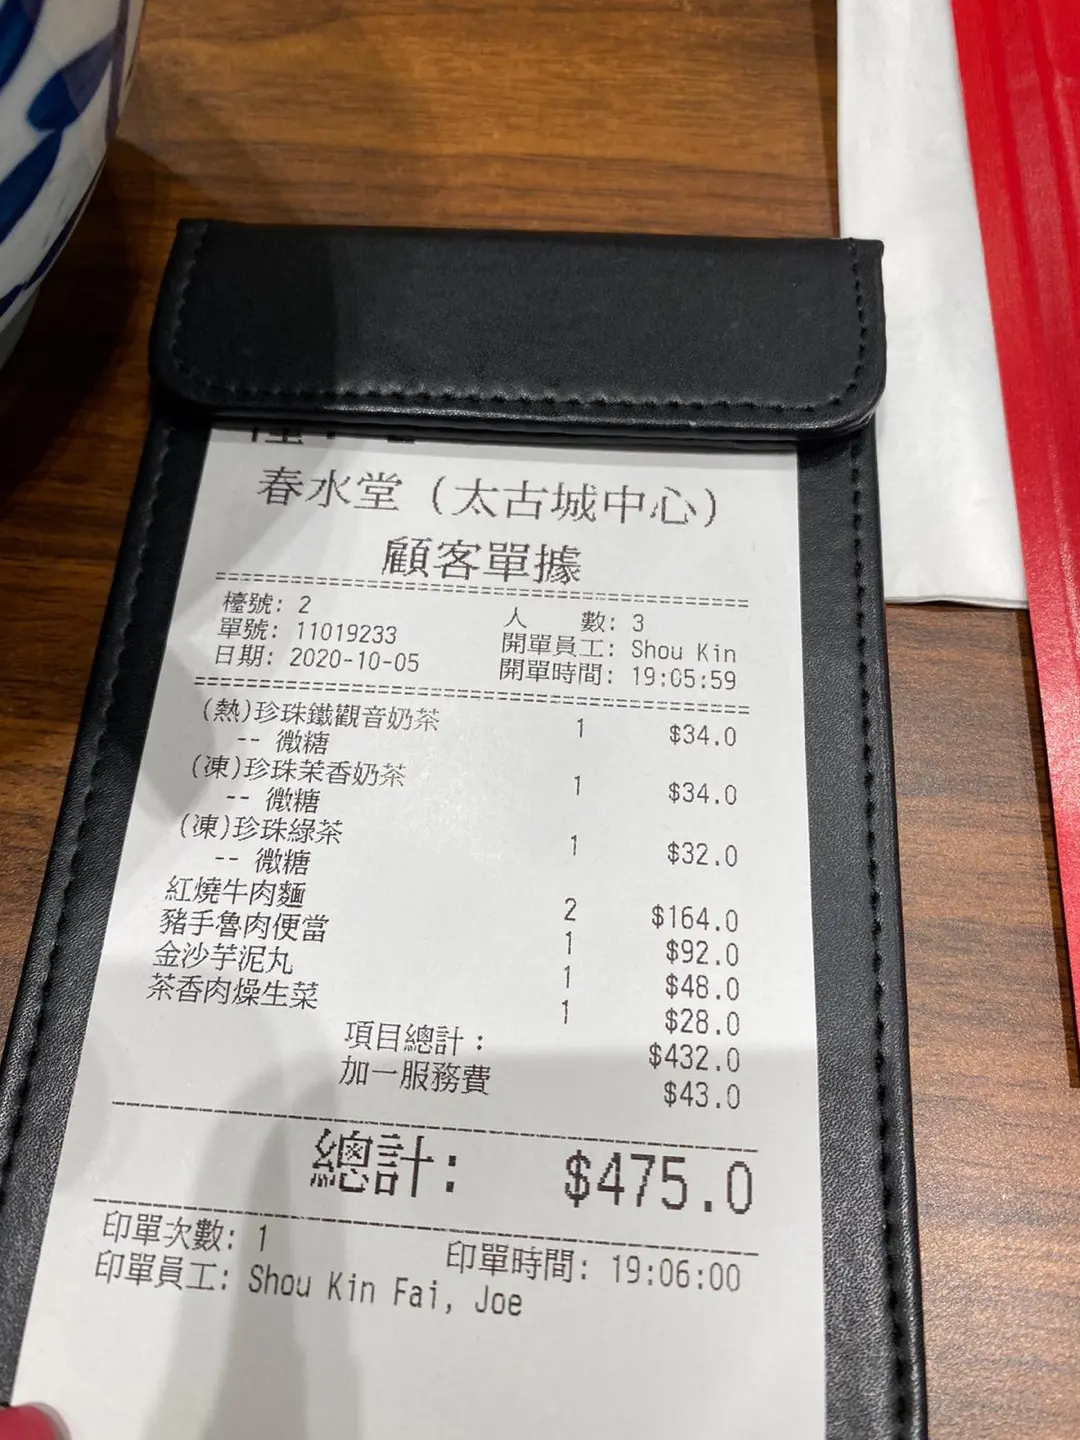 春水堂（太古城中心）
顧客單據
檯號: 2 人 數: 3
單號: 11019233 開單員工: Shou Kin
日期: 2020-10-05 開單時間: 19:05:59
(熱)珍珠鐵觀音奶茶 1 $34.0
-- 微糖
(凍)珍珠茉香奶茶 1 $34.0
-- 微糖
(凍)珍珠綠茶 1 $32.0
-- 微糖
紅燒牛肉麵 2 $164.0
豬手魯肉便當 1 $92.0
金沙芋泥丸 1 $48.0
茶香肉燥生菜 1 $28.0
項目總計： $432.0
加一服務費 $43.0
總計: $475.0
印單次數: 1 印單時間: 19:06:00
印單員工: Shou Kin Fai, Joe